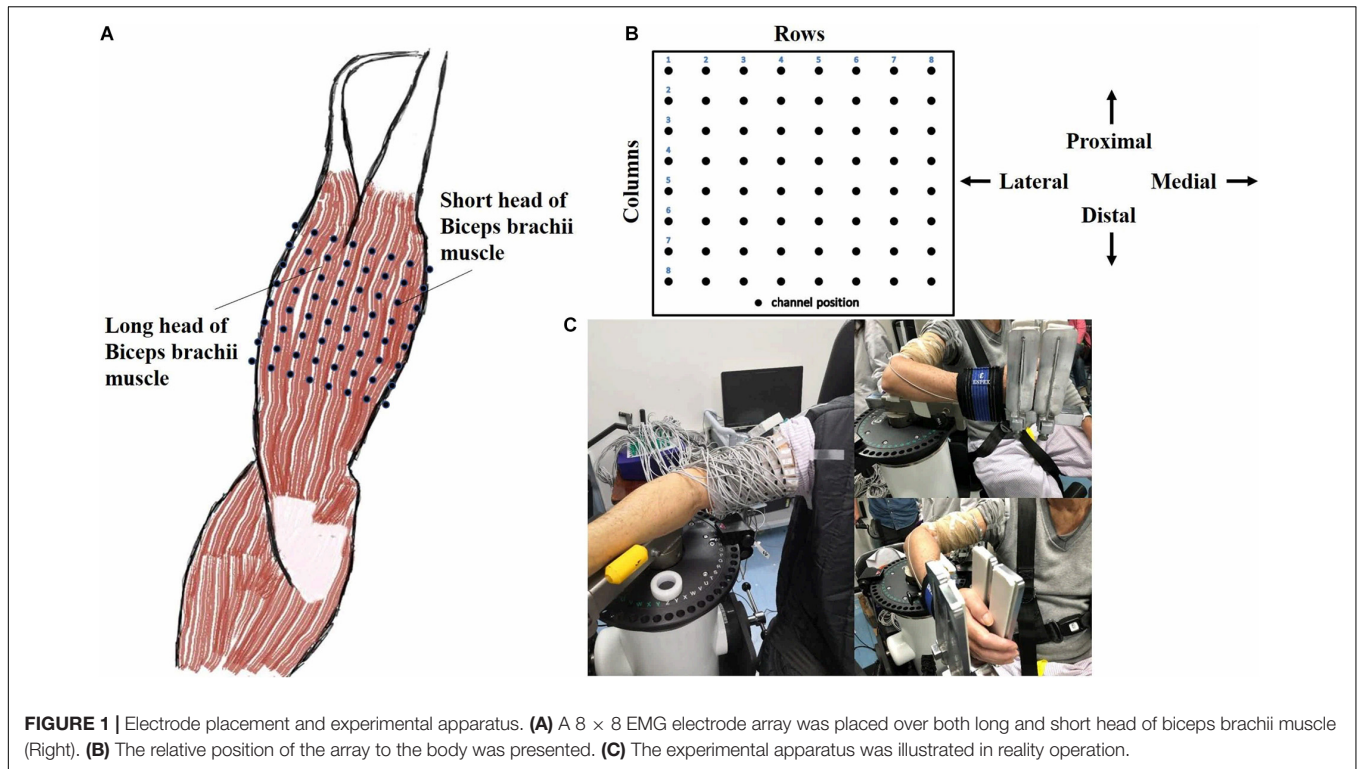 A
Short head of
Biceps brachii
muscle
Long head of
Biceps brachii
muscle
B
Rows
Columns
1 2 3 4 5 6 7 8
2
3
4
5
6
7
8
channel position
Proximal
Lateral
Medial
Distal
C
ESPEX
FIGURE 1 | Electrode placement and experimental apparatus. (A) A 8 × 8 EMG electrode array was placed over both long and short head of biceps brachii muscle
(Right). (B) The relative position of the array to the body was presented. (C) The experimental apparatus was illustrated in reality operation.